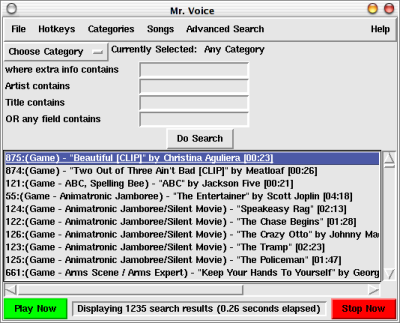 Mr. Voice
File Hotkeys Categories Songs Advanced Search Help
Choose Category Currently Selected: Any Category
where extra info contains
Artist contains
Title contains
OR any field contains
Do Search
875:(Game) - "Beautiful [CLIP]" by Christina Aguliera [00:23]
874:(Game) - "Two Out of Three Ain't Bad [CLIP]" by Meatloaf [00:26]
121:(Game - ABC, Spelling Bee) - "ABC" by Jackson Five [00:21]
55:(Game - Animatronic Jamboree) - "The Entertainer" by Scott Joplin [04:18]
124:(Game - Animatronic Jamboree/Silent Movie) - "Speakeasy Rag" [02:13]
122:(Game - Animatronic Jamboree/Silent Movie) - "The Chase Begins" [01:28]
126:(Game - Animatronic Jamboree/Silent Movie) - "The Crazy Otto" by Johnny Ma
123:(Game - Animatronic Jamboree/Silent Movie) - "The Tramp" [02:23]
125:(Game - Animatronic Jamboree/Silent Movie) - "The Policeman" [01:47]
661:(Game - Arms Scene / Arms Expert) - "Keep Your Hands To Yourself" by Georg
Play Now Displaying 1235 search results (0.26 seconds elapsed) Stop Now